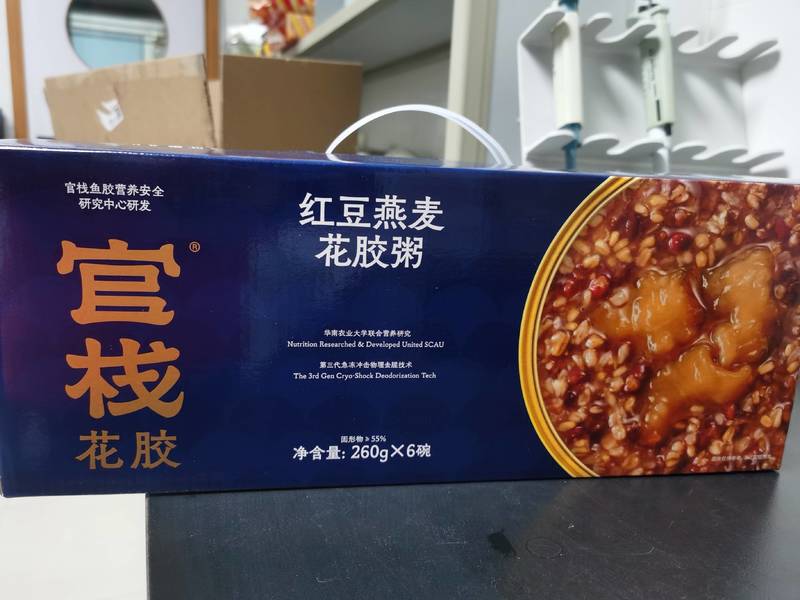 官栈鱼胶营养安全
研究中心研发
官栈®
花胶
红豆燕麦
花胶粥
华南农业大学联合营养研究
Nutrition Researched & Developed United SCAU
第三代急冻冲击物理去腥技术
The 3rd Gen Cryo-Shock Deodorization Tech
固形物≥55%
净含量: 260g×6碗